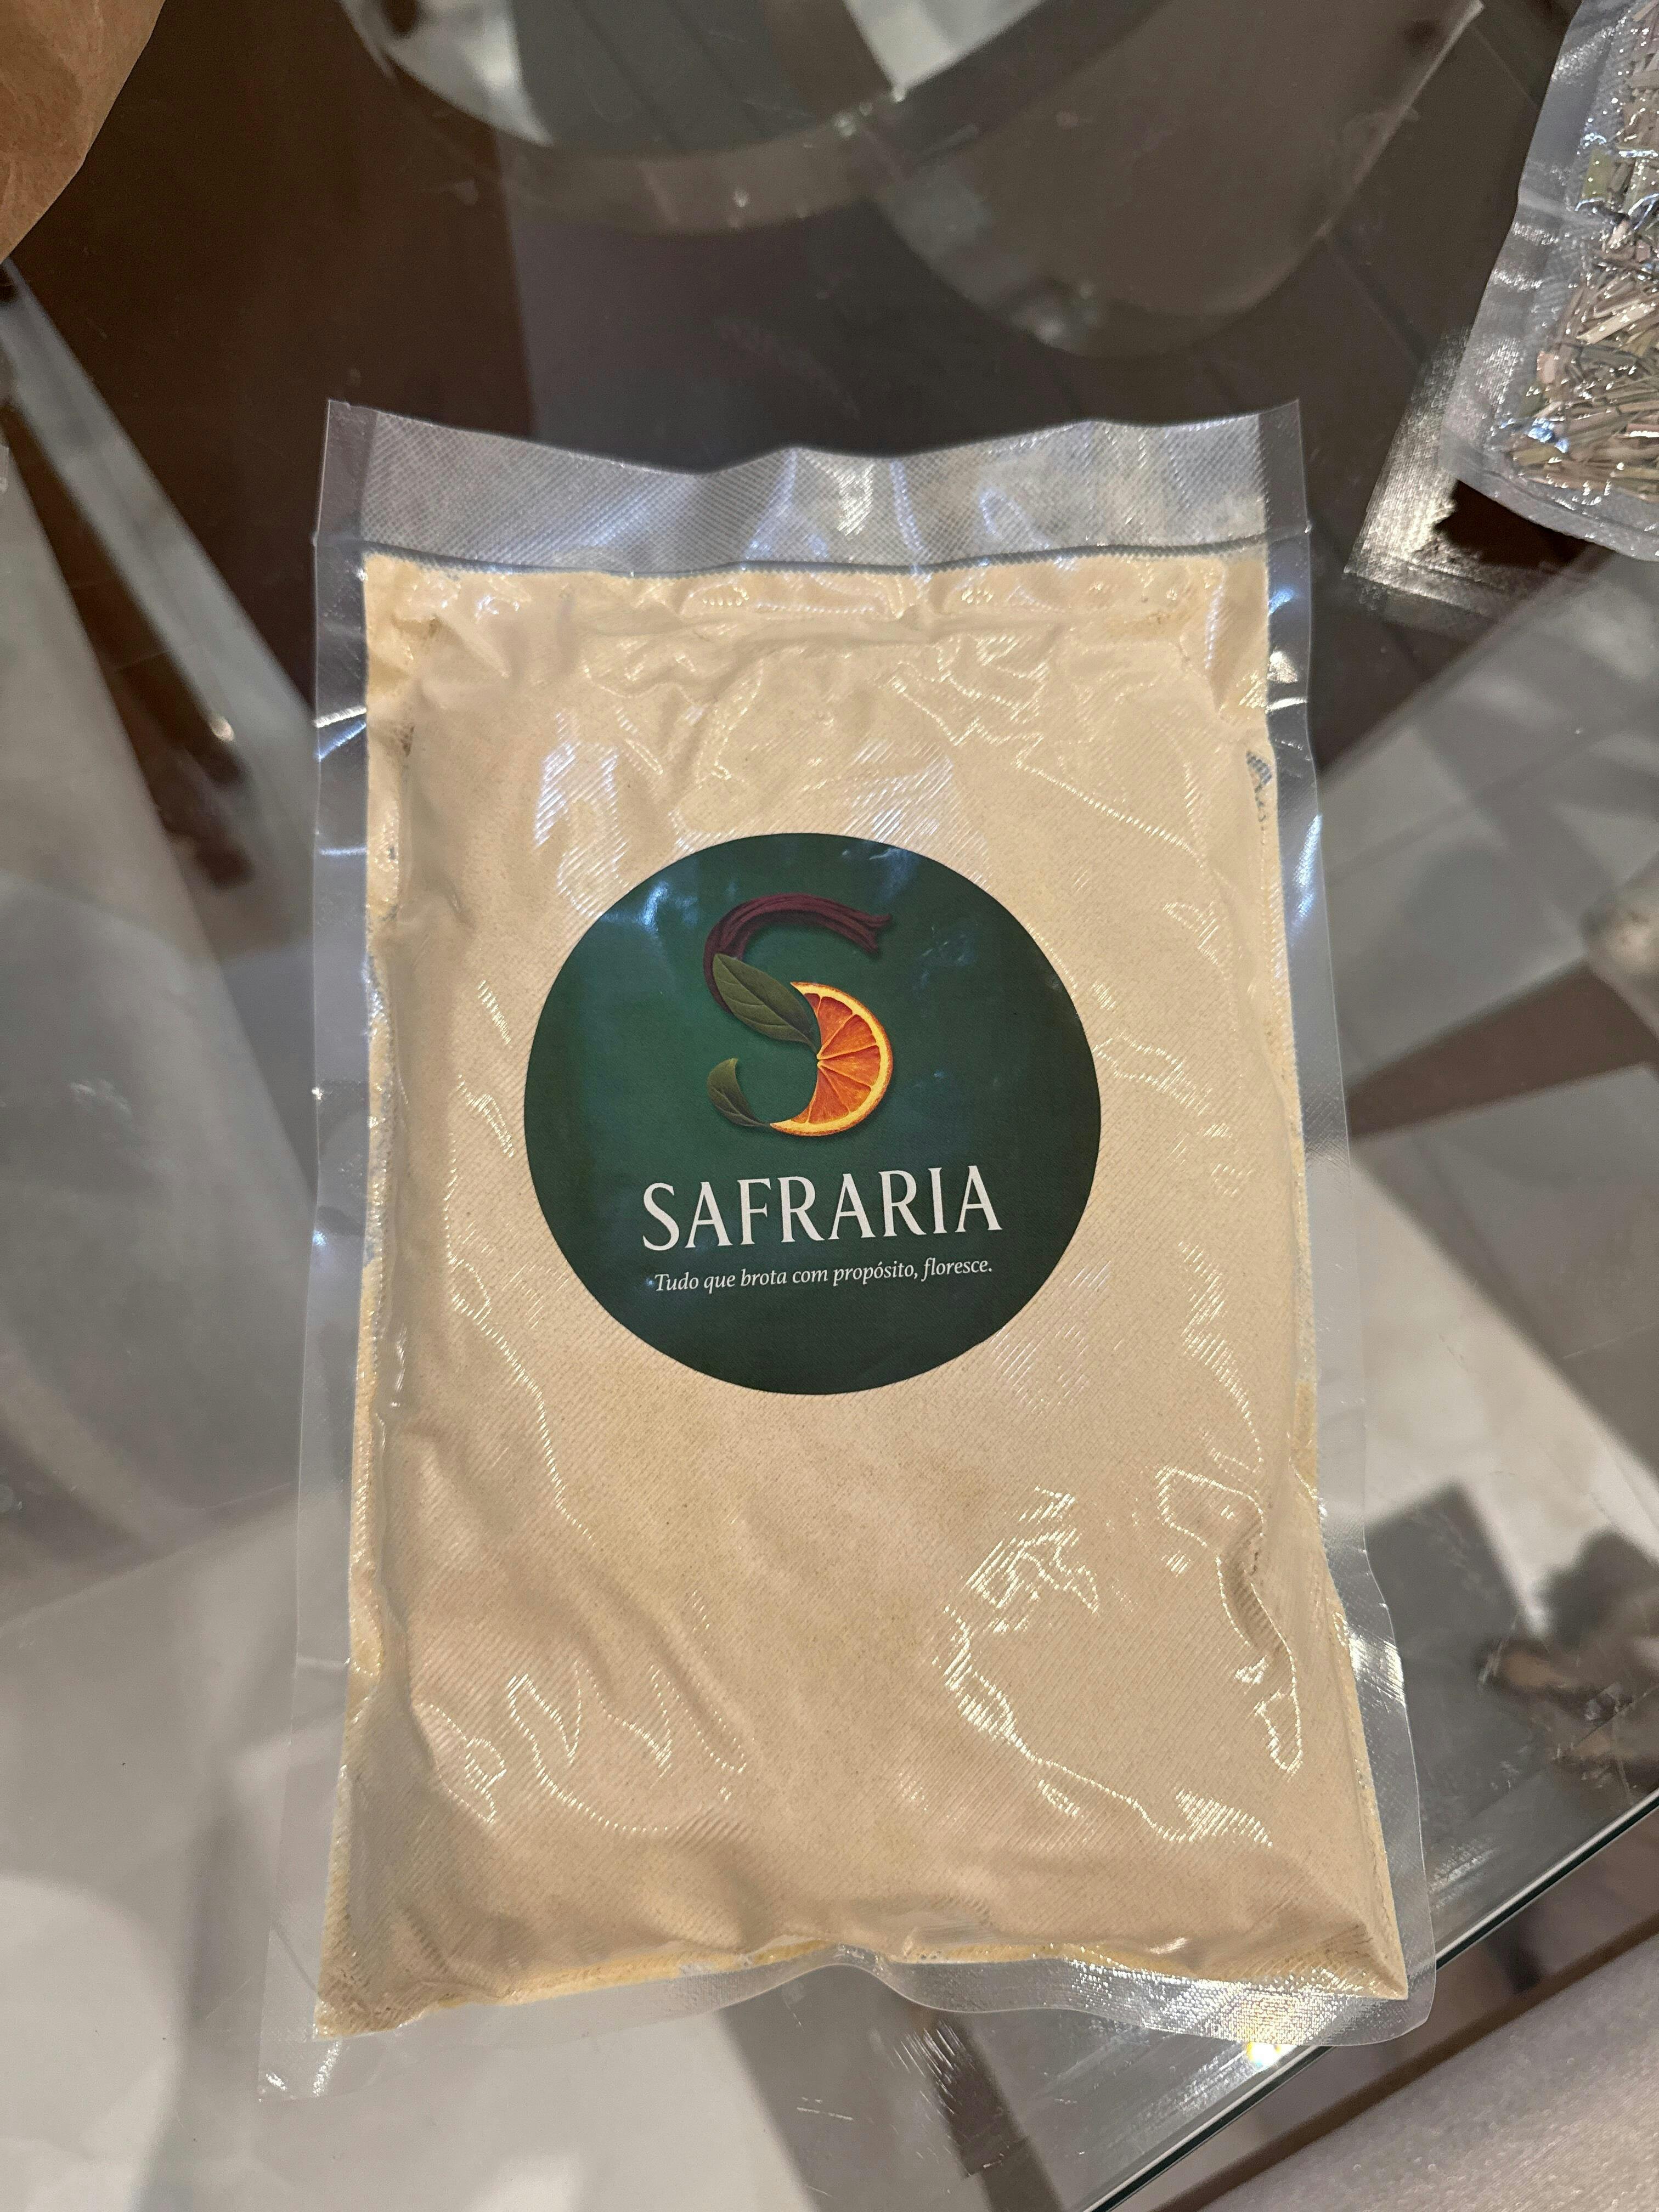 SAFRARIA
Tudo que brota com propósito, floresce.